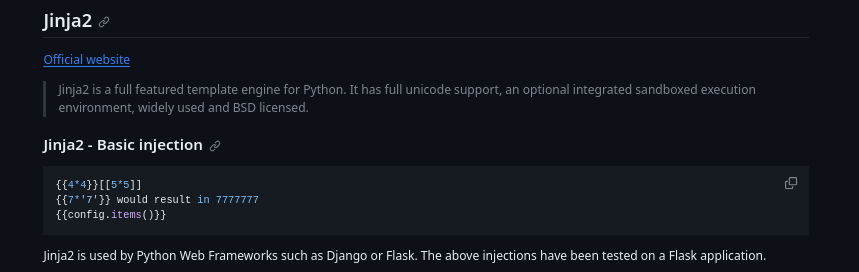 Jinja2
Official website
Jinja2 is a full featured template engine for Python. It has full unicode support, an optional integrated sandboxed execution
environment, widely used and BSD licensed.
Jinja2 - Basic injection
{{4*4}}[[5*5]]
{{7*'7'}} would result in 7777777
{{config.items()}}
Jinja2 is used by Python Web Frameworks such as Django or Flask. The above injections have been tested on a Flask application.